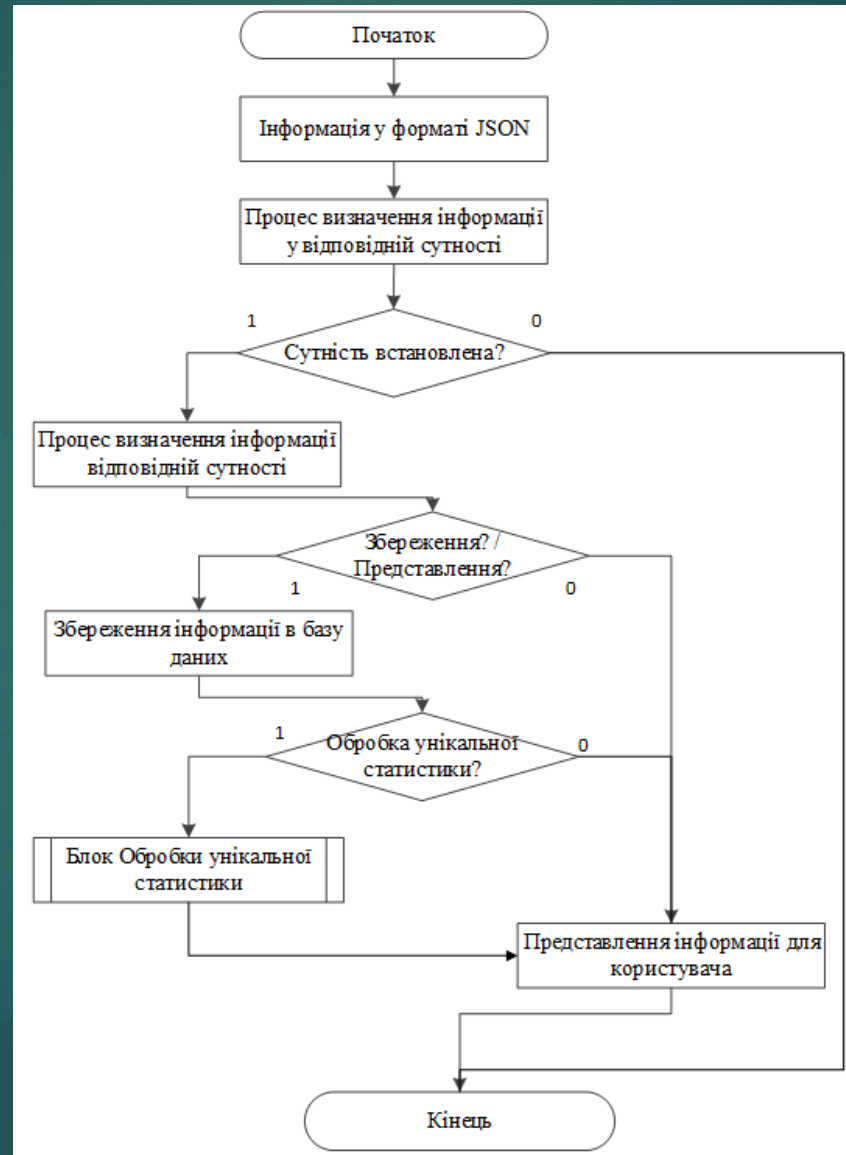 Початок
Інформація у форматі JSON
Процес визначення інформації
у відповідній сутності
1
0
Сутність встановлена?
Процес визначення інформації
відповідній сутності
Збереження? /
Представлення?
1
0
Збереження інформації в базу
даних
1
Обробка унікальної
0
статистики?
Блок Обробки унікальної
статистики
Представлення інформації для
користувача
Кінець